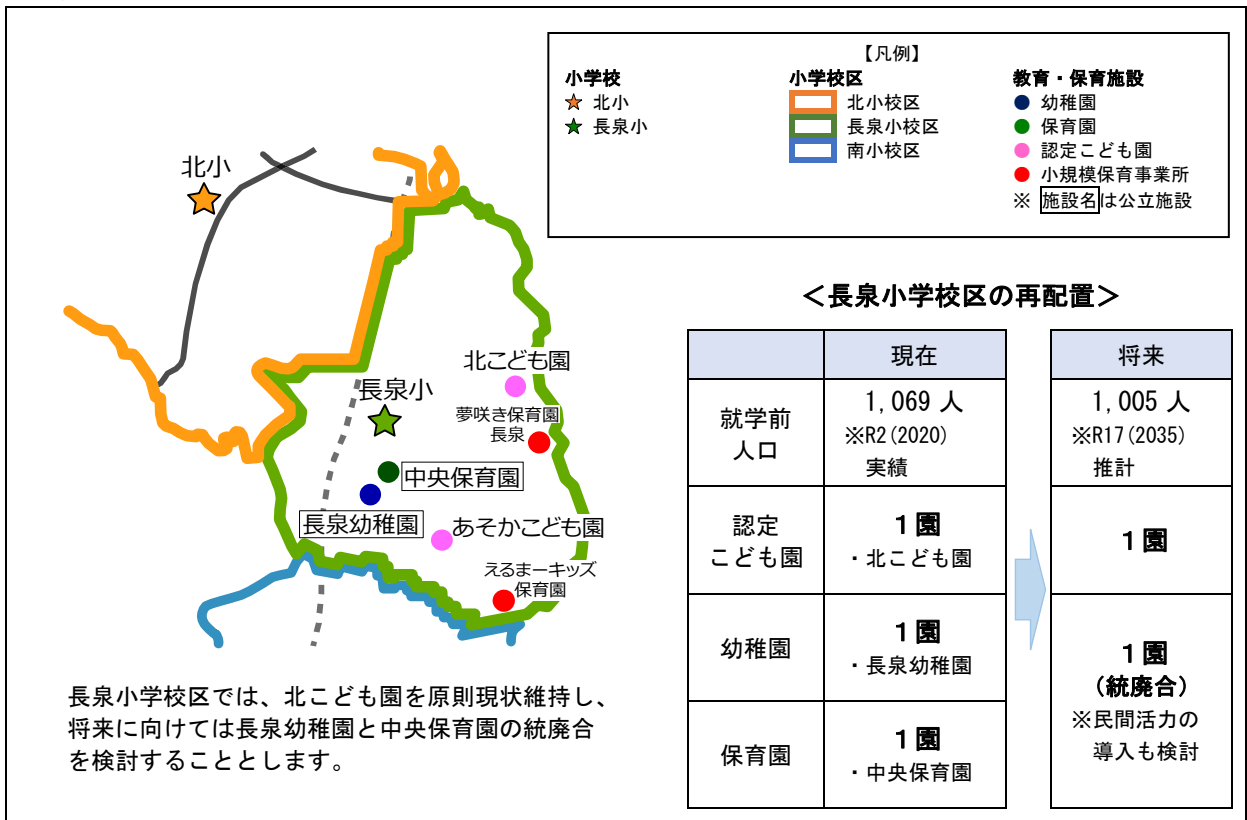 【凡例】
小学校
北小
長泉小
小学校区
北小校区
長泉小校区
南小校区
教育・保育施設
幼稚園
保育園
認定こども園
小規模保育事業所
※ 施設名は公立施設
北小
長泉小
北こども園
夢咲き保育園
長泉
中央保育園
長泉幼稚園
あそかこども園
えるまーキッズ
保育園
長泉小学校区では、北こども園を原則現状維持し、
将来に向けては長泉幼稚園と中央保育園の統廃合
を検討することとします。
＜長泉小学校区の再配置＞
現在
将来
就学前
人口
1,069 人
※R2(2020)
実績
1,005 人
※R17(2035)
推計
認定
こども園
１園
・北こども園
１園
幼稚園
１園
・長泉幼稚園
保育園
１園
・中央保育園
１園
（統廃合）
※民間活力の
導入も検討